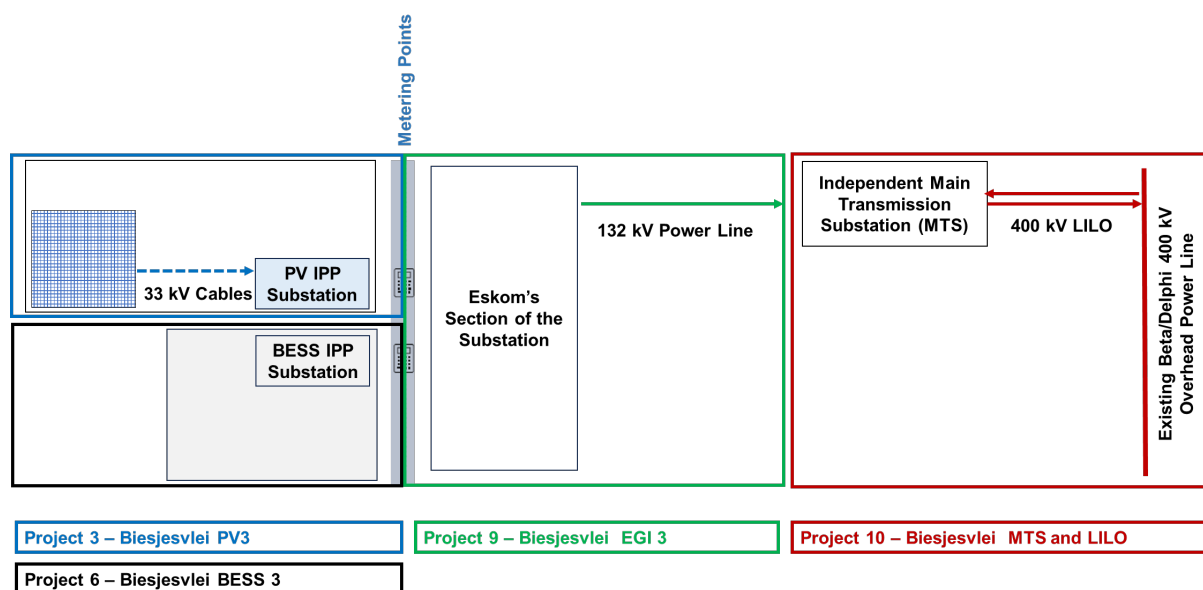 Metering Points
33 kV Cables
PV IPP
Substation
BESS IPP
Substation
Eskom's
Section of the
Substation
132 kV Power Line
Independent Main
Transmission
Substation (MTS)
400 kV LILO
Existing Beta/Delphi 400 kV
Overhead Power Line
Project 3 – Biesjesvlei PV3
Project 9 – Biesjesvlei EGI 3
Project 10 – Biesjesvlei MTS and LILO
Project 6 – Biesjesvlei BESS 3